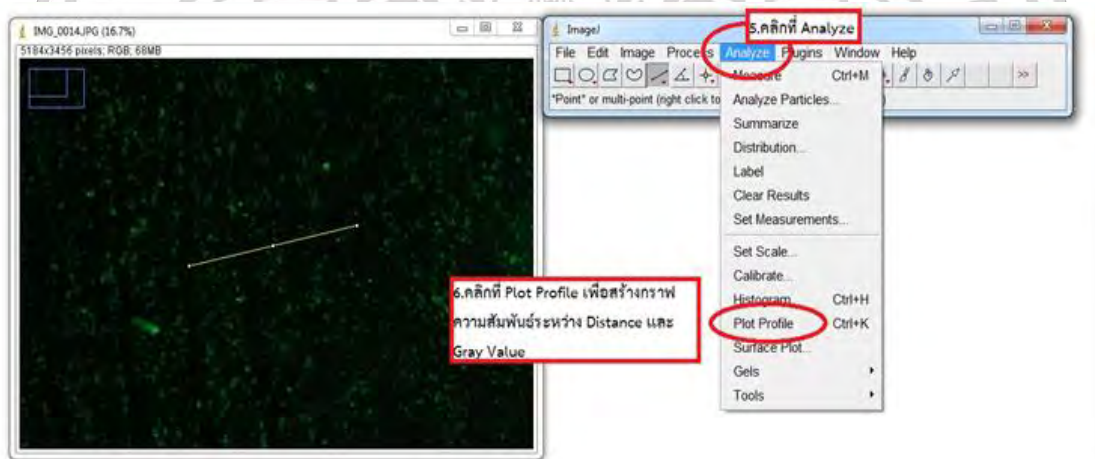 IMG_0014.JPG (16.7%)
5184x3456 pixels; RGB; 68MB
ImageJ
5.คลิกที่ Analyze
File Edit Image Process Analyze Plugins Window Help
>>
*Point* or multi-point (right click to
Measure Ctrl+M
Analyze Particles...
Summarize
Distribution...
Label
Clear Results
Set Measurements...
Set Scale...
Calibrate...
Histogram Ctrl+H
Plot Profile Ctrl+K
Surface Plot...
Gels
Tools
6.คลิกที่ Plot Profile เพื่อสร้างกราฟ
ความสัมพันธ์ระหว่าง Distance และ
Gray Value